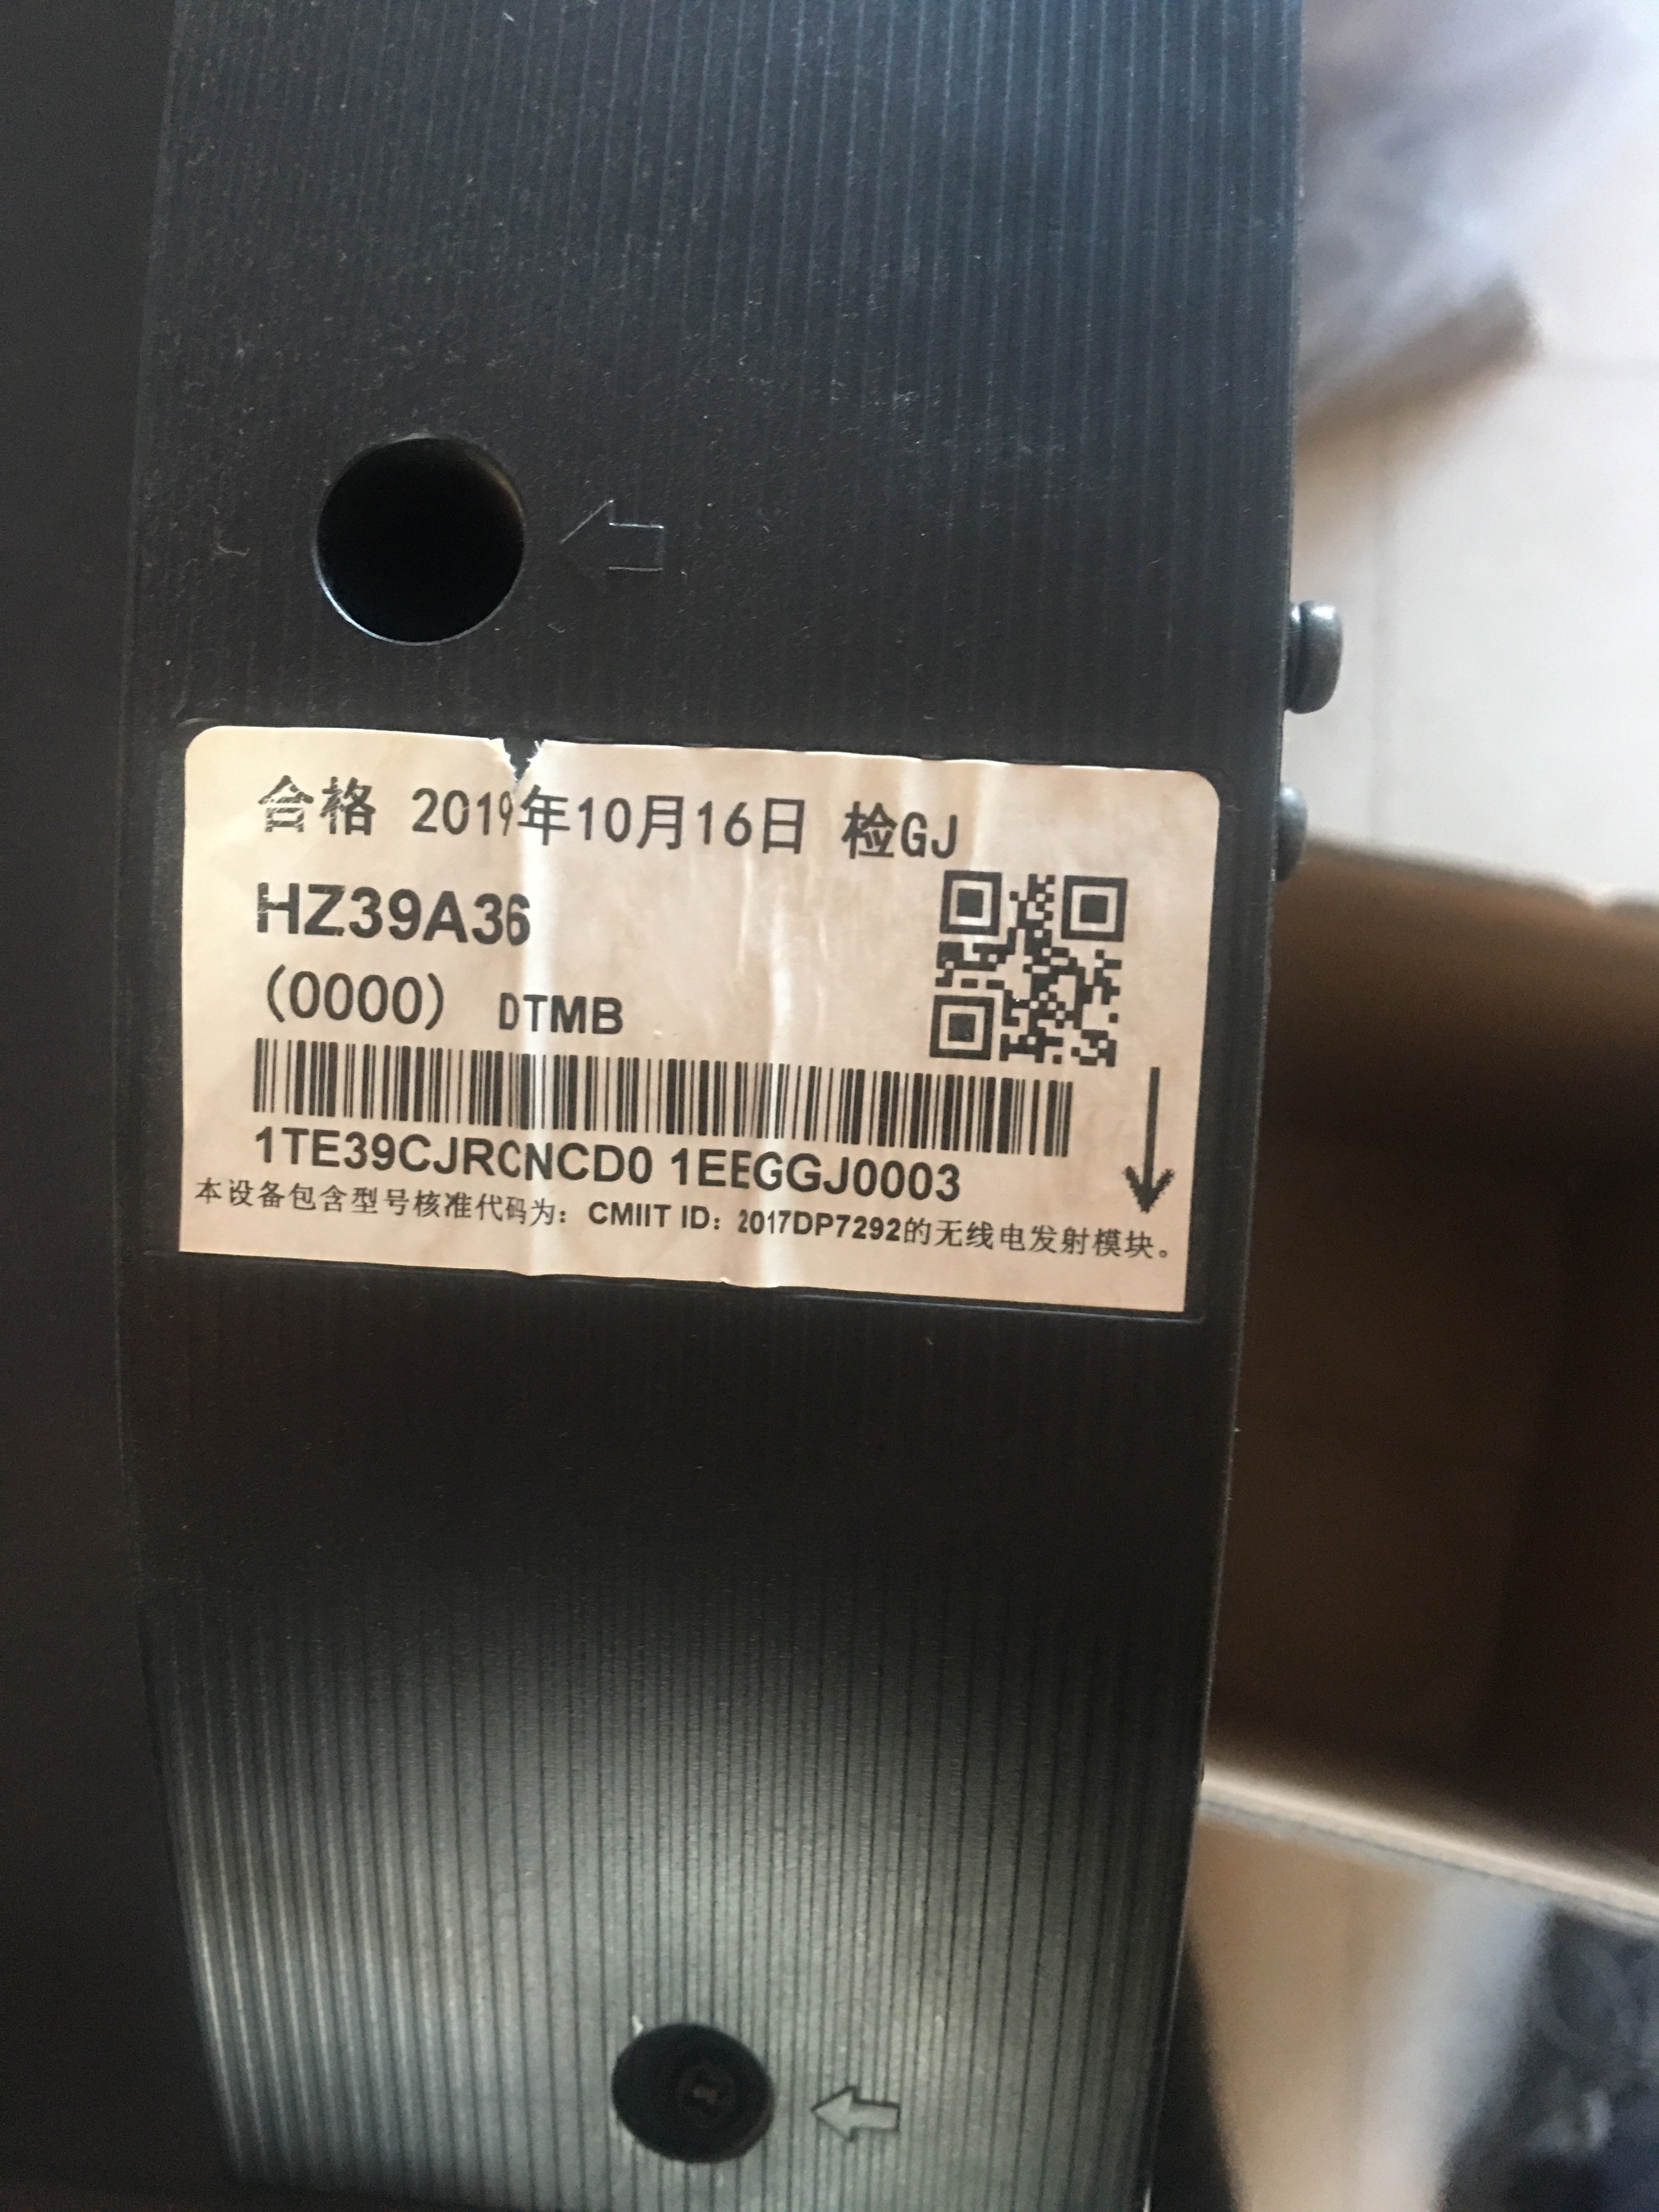 合格 2019年10月16日 检GJ
HZ39A36
(0000) DTMB
1TE39CJRCNCD0 1EEGGJ0003
本设备包含型号核准代码为：CMIIT ID：2017DP7292的无线电发射模块。